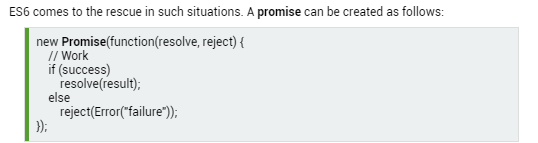 ES6 comes to the rescue in such situations. A promise can be created as follows:
new Promise(function(resolve, reject) {
// Work
if (success)
resolve(result);
else
reject(Error("failure"));
});